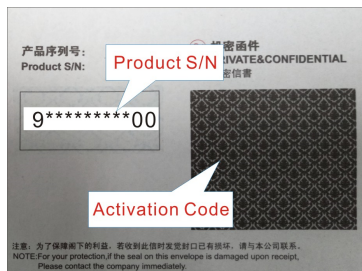 产品序列号:
Product S/N:
Product S/N
机密函件
IVATE&CONFIDENTIAL
密信書
9*********00
Activation Code
注意：为了保障阁下的利益，若收到此信时发觉封口已有损坏，请与本公司联系。
NOTE:For your protection,if the seal on this envelope is damaged upon receipt,
Please contact the company immediately.